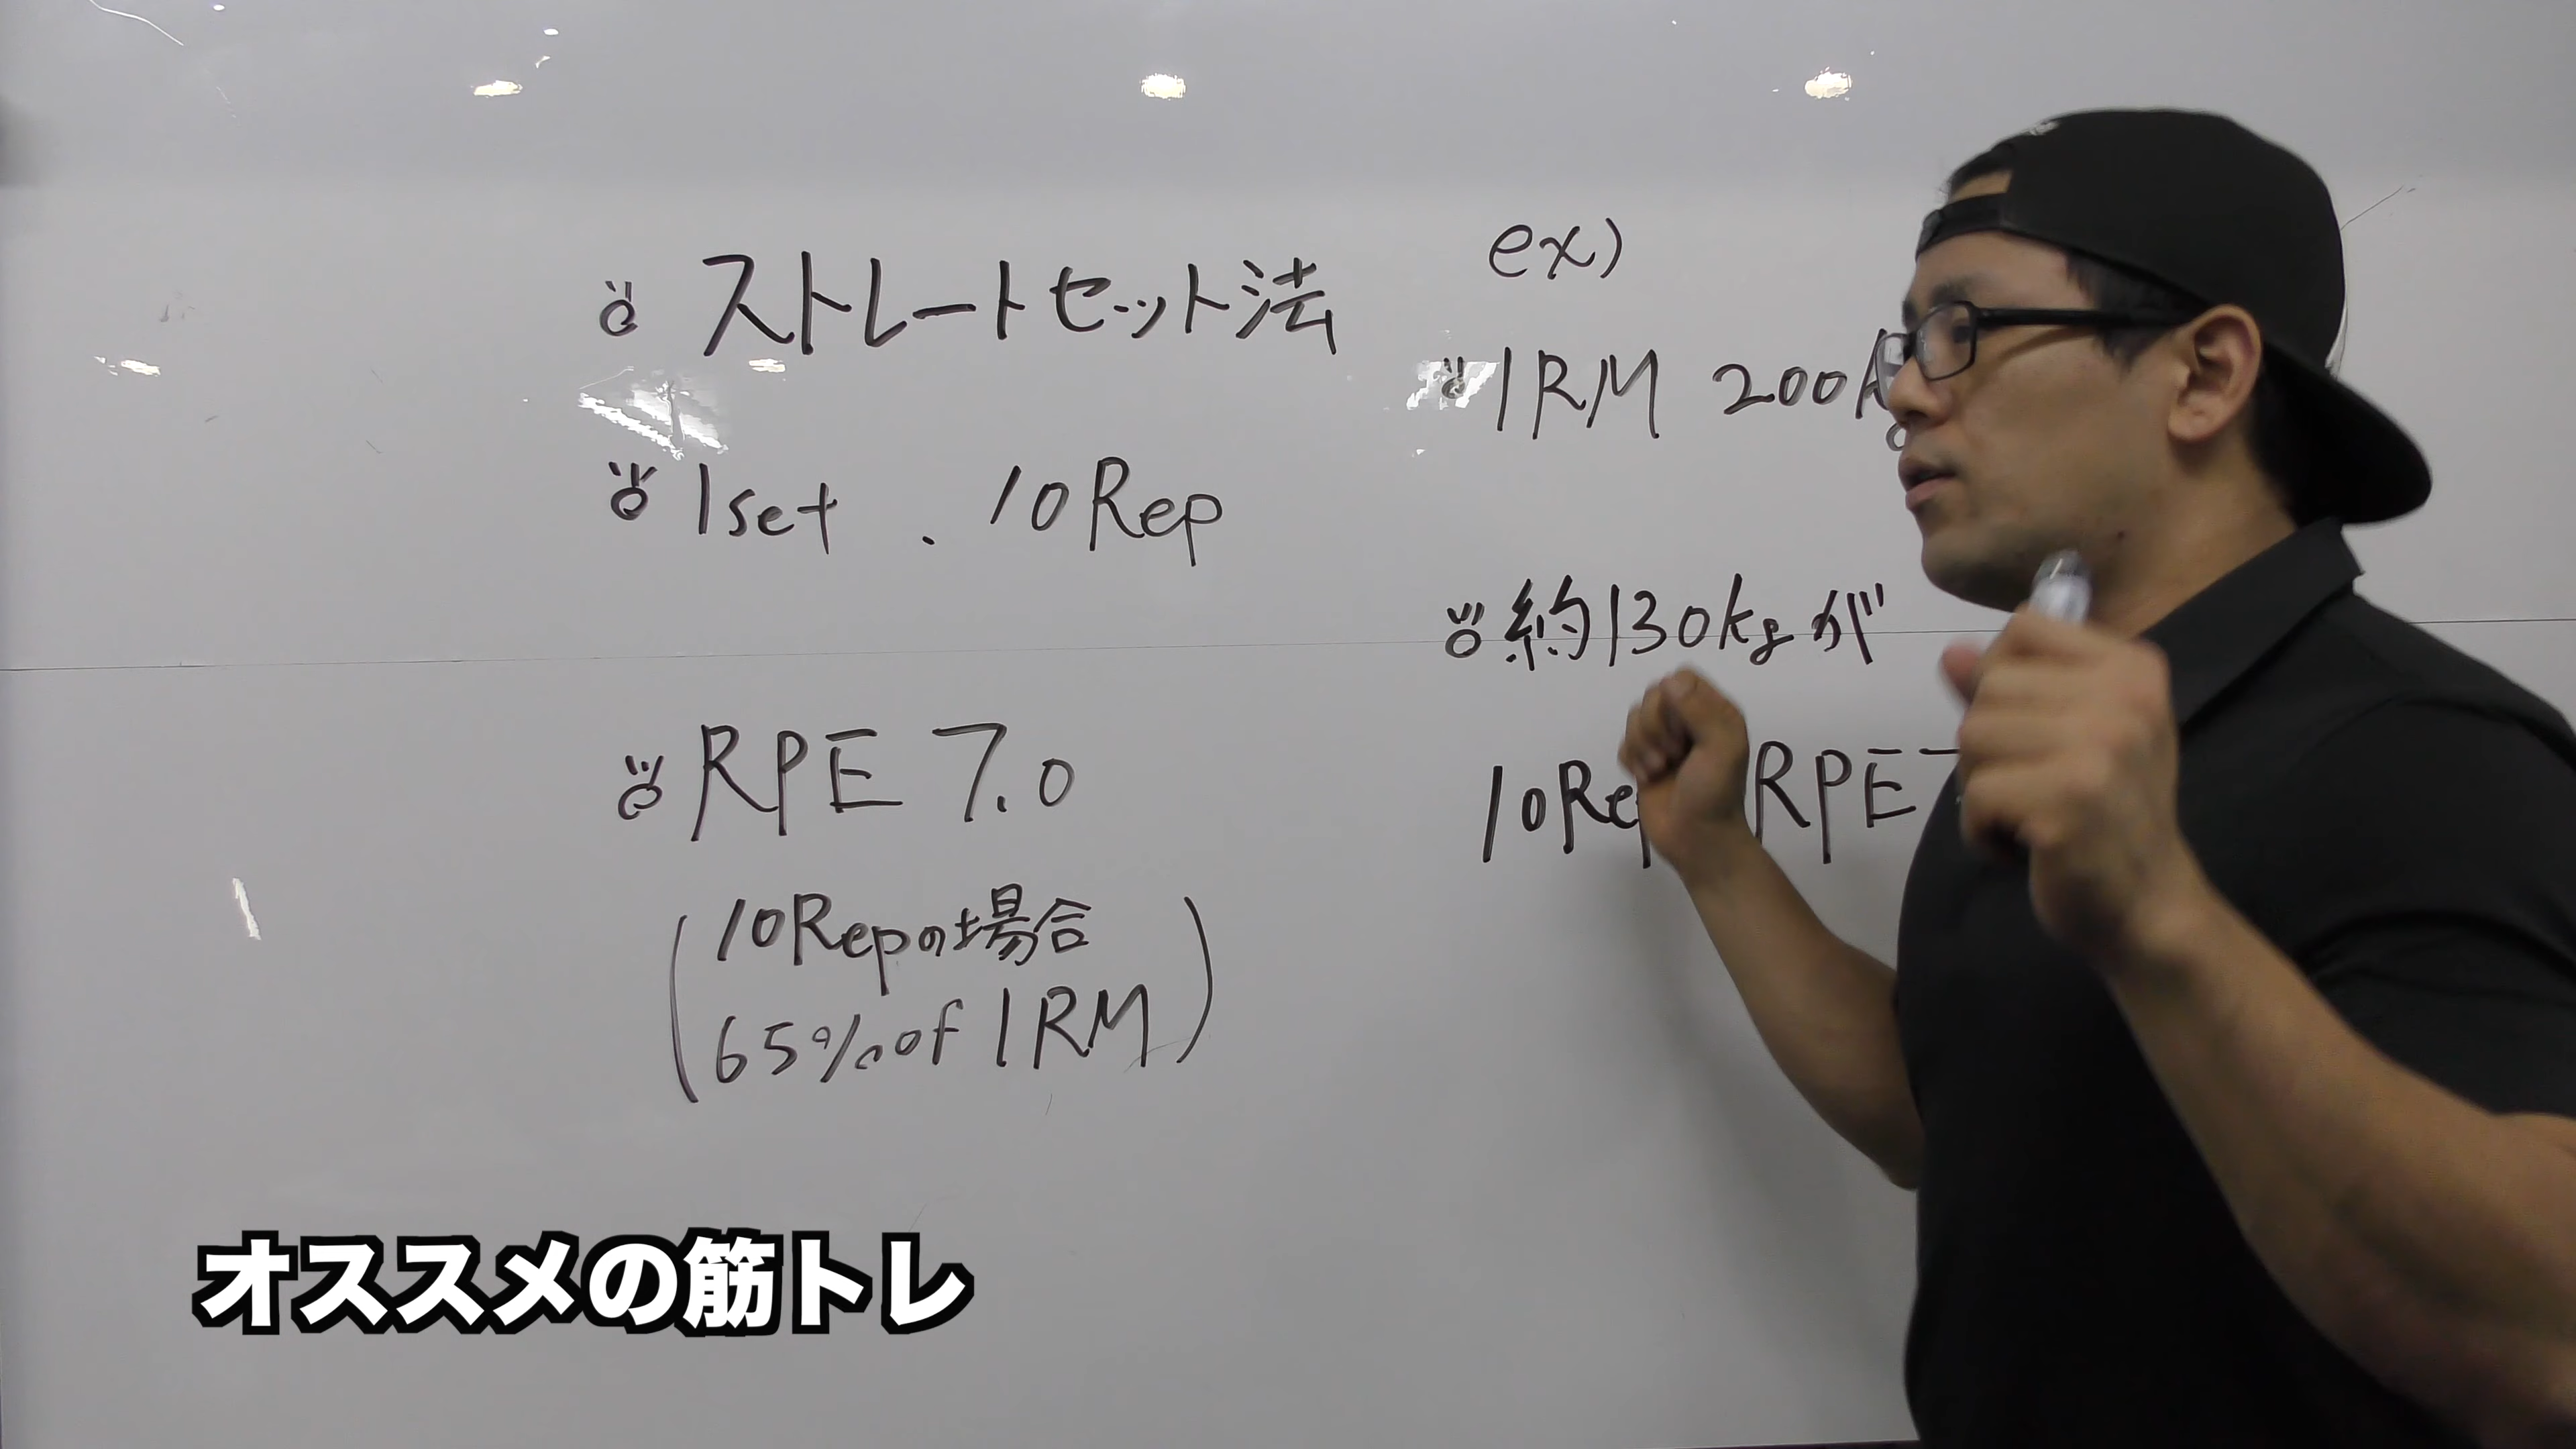 ストレートセット法
1set . 10Rep
RPE 7.0
(10Repの場合
65% of 1RM)
ex)
1RM 200kg
約130kgが
10Rep RPE7
オススメの筋トレ